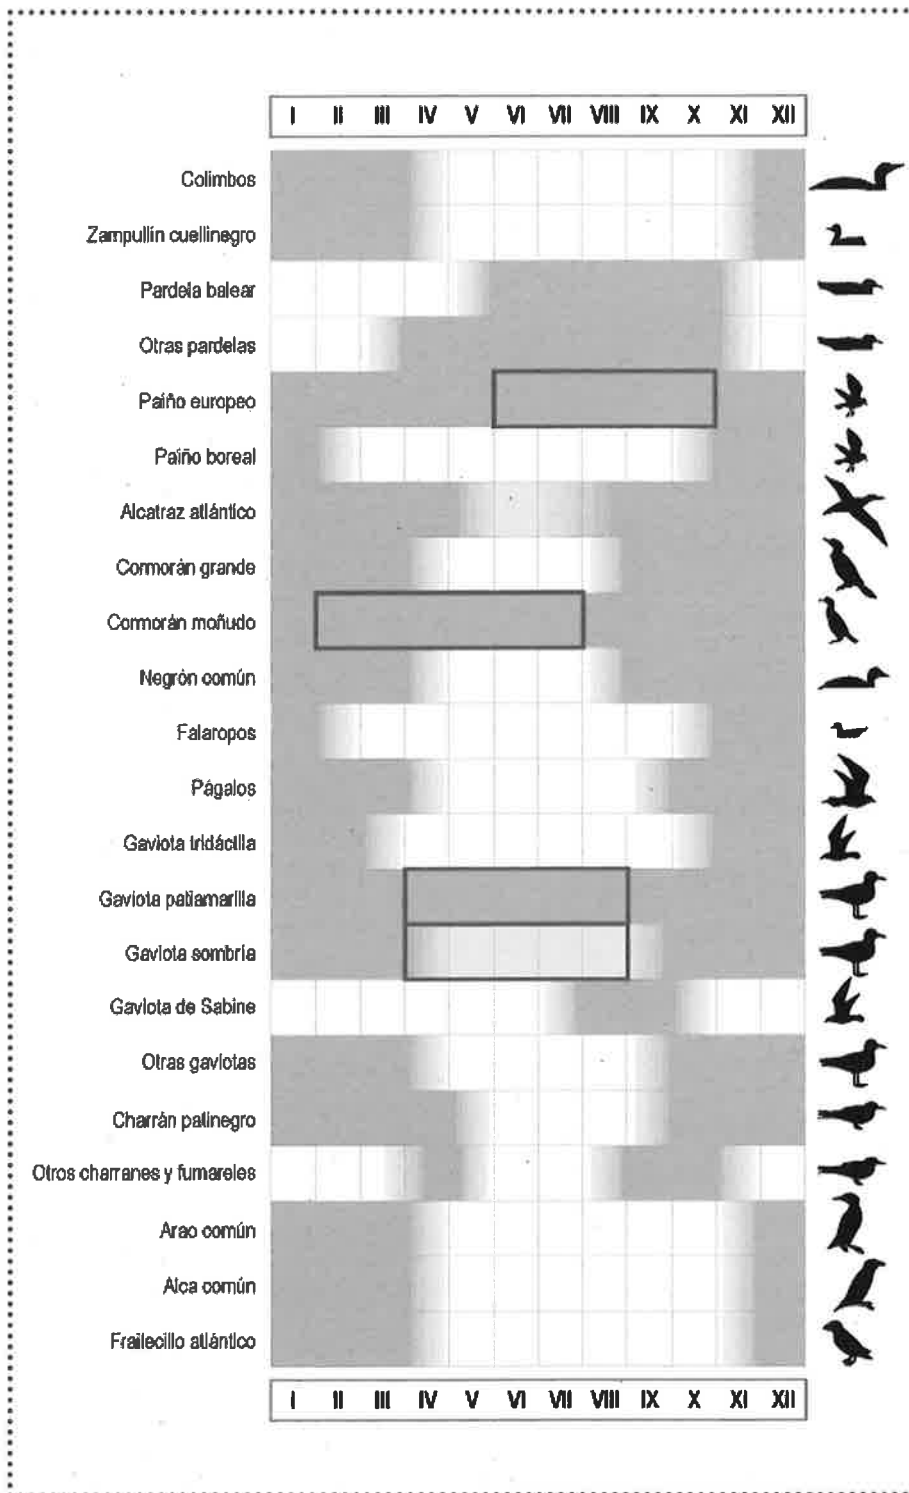 I II III IV V VI VII VIII IX X XI XII
Colimbos
Zampullín cuellinegro
Pardela balear
Otras pardelas
Paíño europeo
Paíño boreal
Alcatraz atlántico
Cormorán grande
Cormorán moñudo
Negrón común
Falaropos
Págalos
Gaviota tridáctila
Gaviota patiamarilla
Gaviota sombría
Gaviota de Sabine
Otras gaviotas
Charrán patinegro
Otros charranes y fumareles
Arao común
Alca común
Frailecillo atlántico
I II III IV V VI VII VIII IX X XI XII